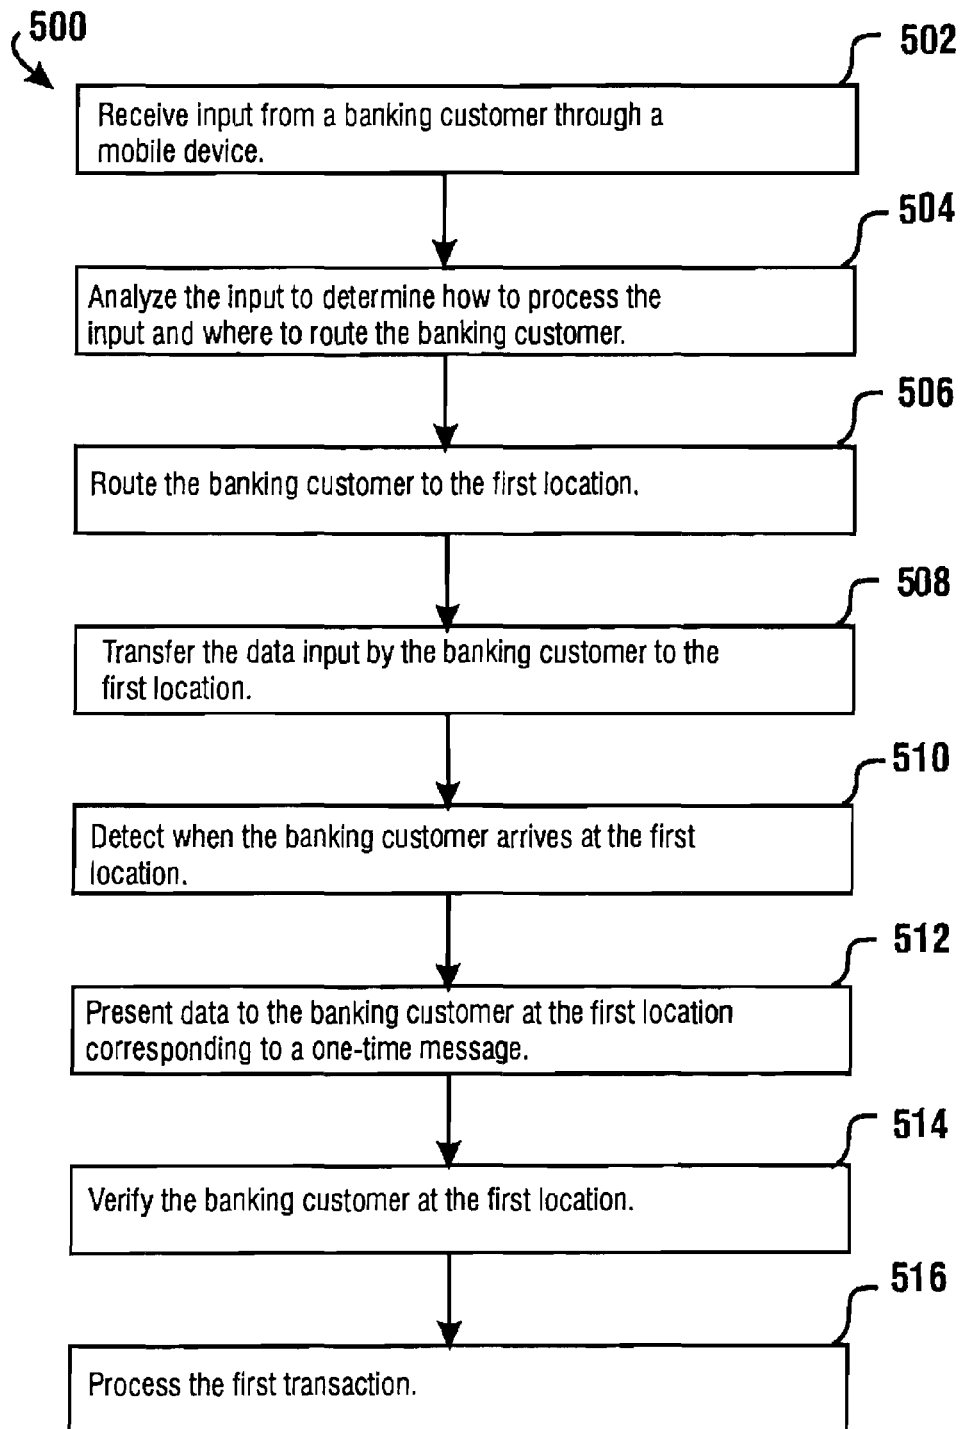 500
502
Receive input from a banking customer through a
mobile device.
504
Analyze the input to determine how to process the
input and where to route the banking customer.
506
Route the banking customer to the first location.
508
Transfer the data input by the banking customer to the
first location.
510
Detect when the banking customer arrives at the first
location.
512
Present data to the banking customer at the first location
corresponding to a one-time message.
514
Verify the banking customer at the first location.
516
Process the first transaction.